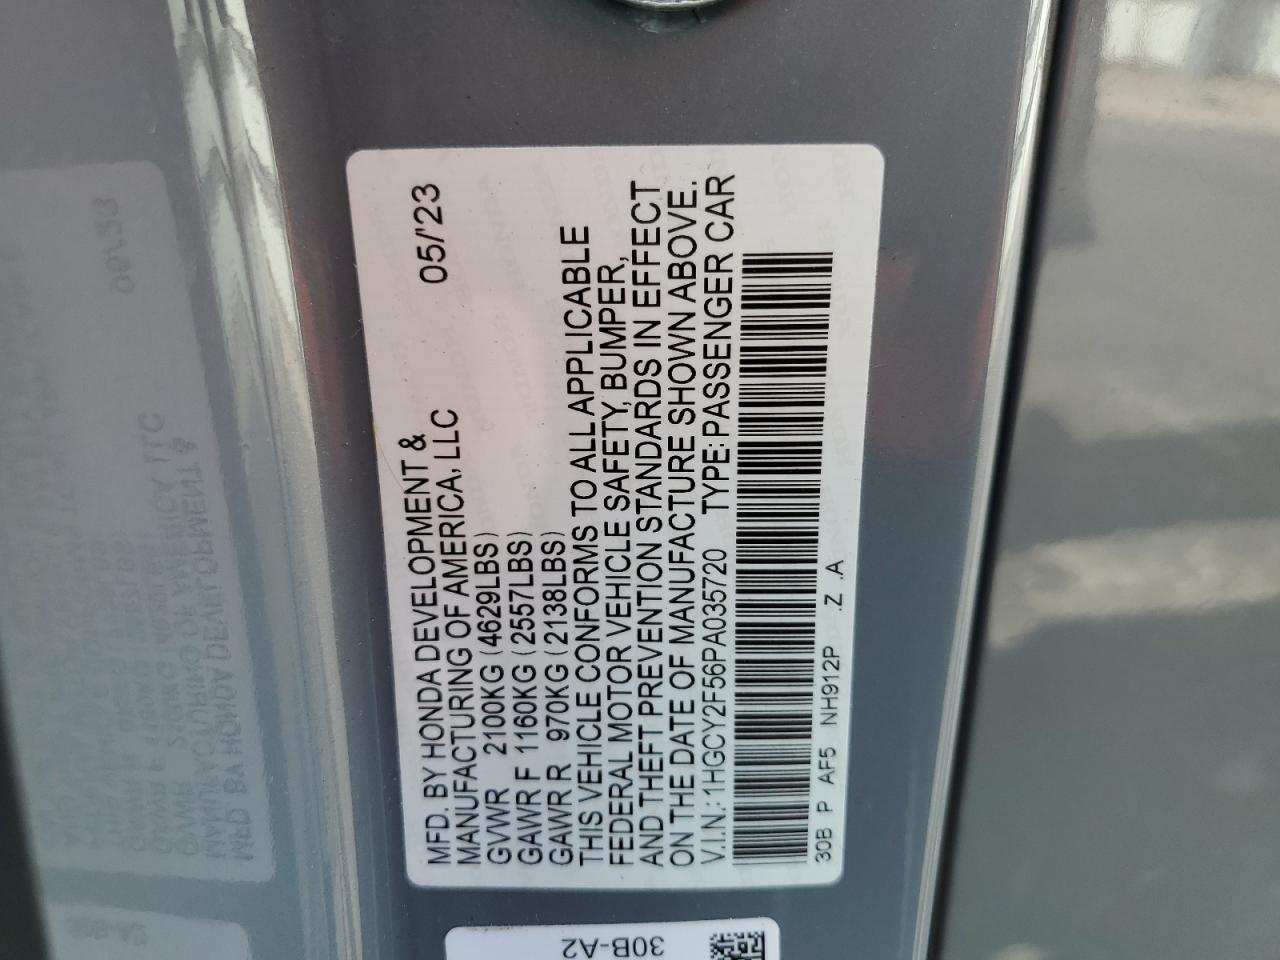 MFD. BY HONDA DEVELOPMENT & 05/'23
MANUFACTURING OF AMERICA, LLC
GVWR 2100KG (4629LBS)
GAWR F 1160KG (2557LBS)
GAWR R 970KG (2138LBS)
THIS VEHICLE CONFORMS TO ALL APPLICABLE
FEDERAL MOTOR VEHICLE SAFETY, BUMPER,
AND THEFT PREVENTION STANDARDS IN EFFECT
ON THE DATE OF MANUFACTURE SHOWN ABOVE.
V.I.N.: 1HGCY2F56PA035720 TYPE: PASSENGER CAR
30B P AF5 NH912P .Z .A
30B-A2